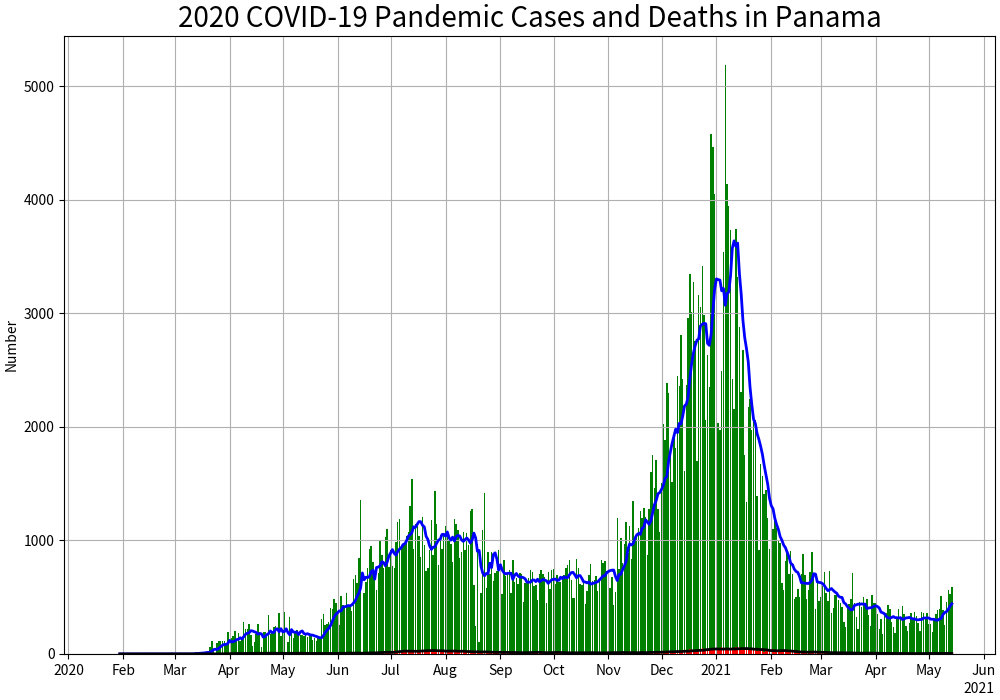 2020 COVID-19 Pandemic Cases and Deaths in Panama
Number
5000
4000
3000
2000
1000
0
2020 Feb Mar Apr May Jun Jul Aug Sep Oct Nov Dec 2021 Feb Mar Apr May Jun
2021